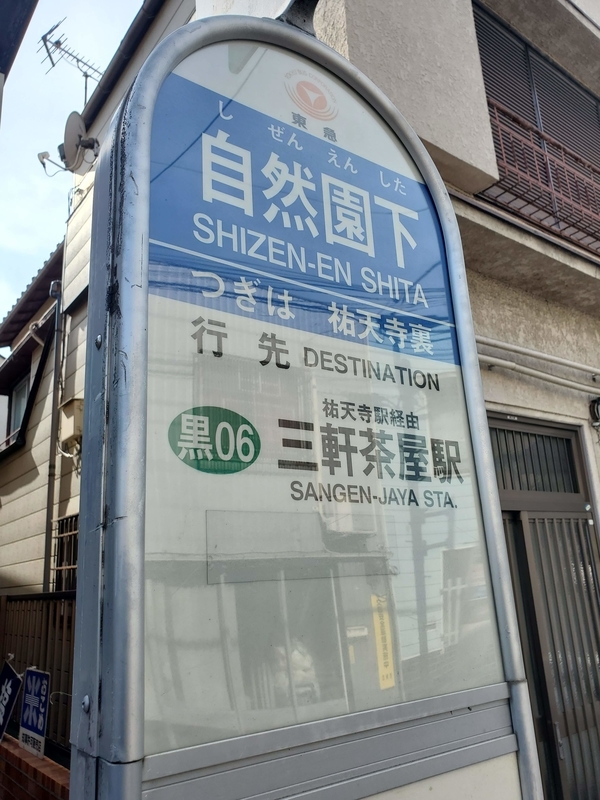 東急
し ぜん えん した
自然園下
SHIZEN-EN SHITA
つぎは 祐天寺裏
行先 DESTINATION
祐天寺駅経由
黒06 三軒茶屋駅
SANGEN-JAYA STA.